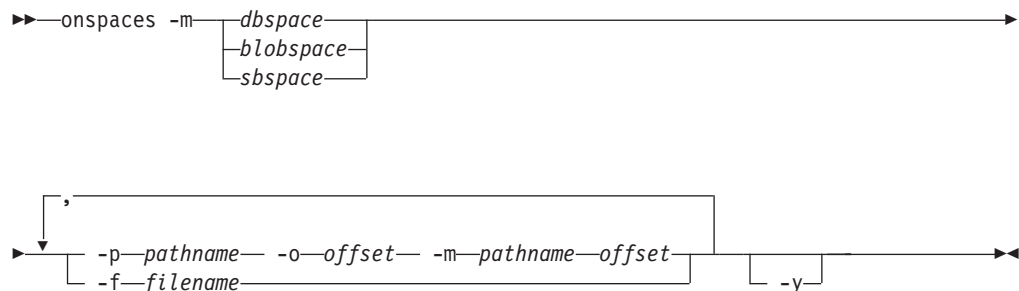 onspaces -m dbspace
blobspace
sbspace
,
-p pathname -o offset -m pathname offset
-f filename -y